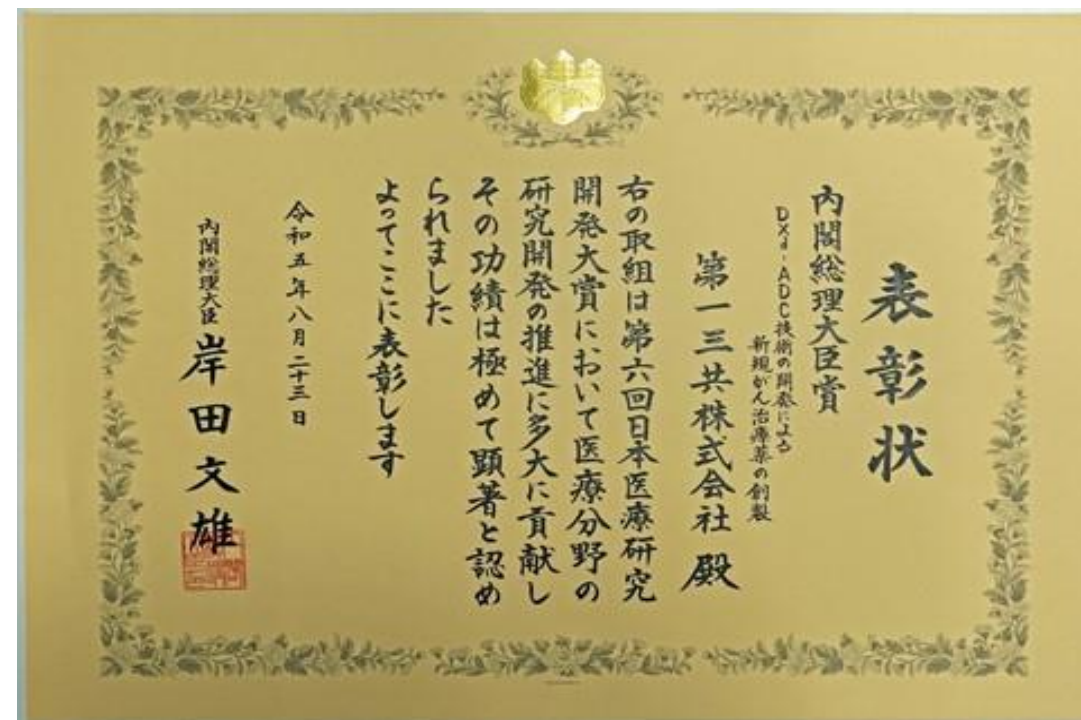 表彰状
内閣総理大臣賞
DXd-ADC技術の開発による
新規がん治療薬の創製
第一三共株式会社 殿
右の取組は第六回日本医療研究
開発大賞において医療分野の
研究開発の推進に多大に貢献し
その功績は極めて顕著と認め
られました
よってここに表彰します
令和五年八月二十三日
内閣総理大臣 岸田文雄